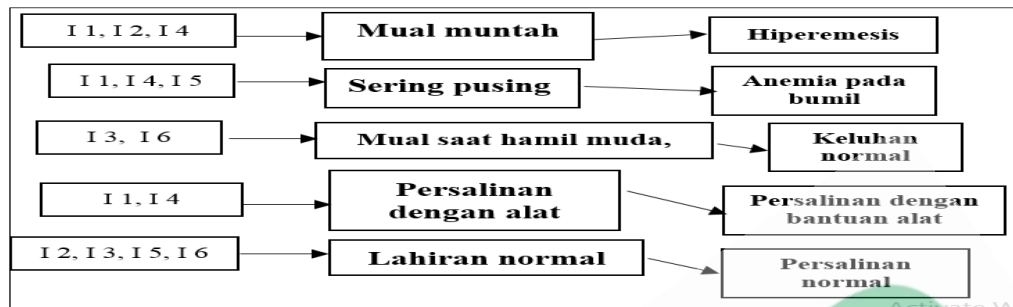 I 1, I 2, I 4
Mual muntah
Hiperemesis
I 1, I 4, I 5
Sering pusing
Anemia pada
bumil
I 3, I 6
Mual saat hamil muda,
Keluhan
normal
I 1, I 4
Persalinan
dengan alat
Persalinan dengan
bantuan alat
I 2, I 3, I 5, I 6
Lahiran normal
Persalinan
normal